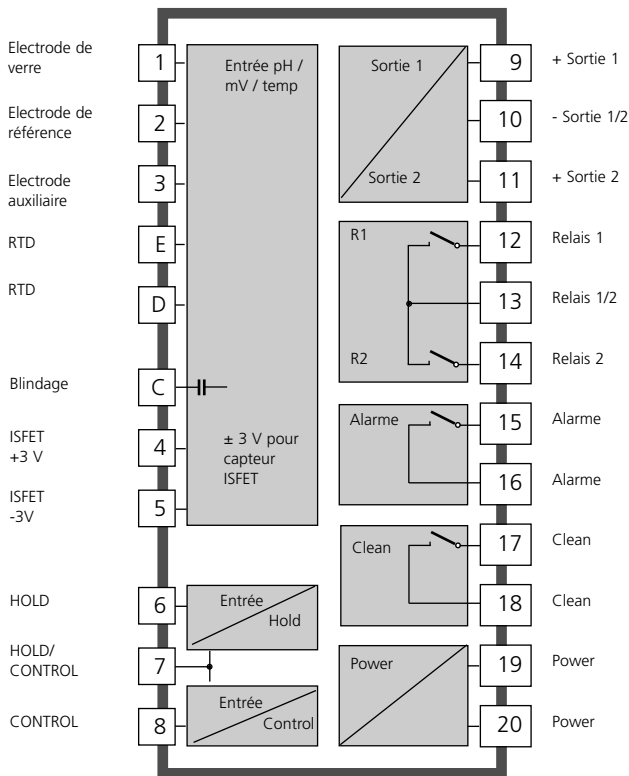 Electrode de
verre
1
Electrode de
référence
2
Electrode
auxiliaire
3
RTD
E
RTD
D
Blindage
C
ISFET
+3 V
4
ISFET
-3V
5
HOLD
6
HOLD/
CONTROL
7
CONTROL
8
Entrée pH /
mV / temp
± 3 V pour
capteur
ISFET
Entrée
Hold
Entrée
Control
Sortie 1
Sortie 2
R1
R2
Alarme
Clean
Power
9
+ Sortie 1
10
- Sortie 1/2
11
+ Sortie 2
12
Relais 1
13
Relais 1/2
14
Relais 2
15
Alarme
16
Alarme
17
Clean
18
Clean
19
Power
20
Power